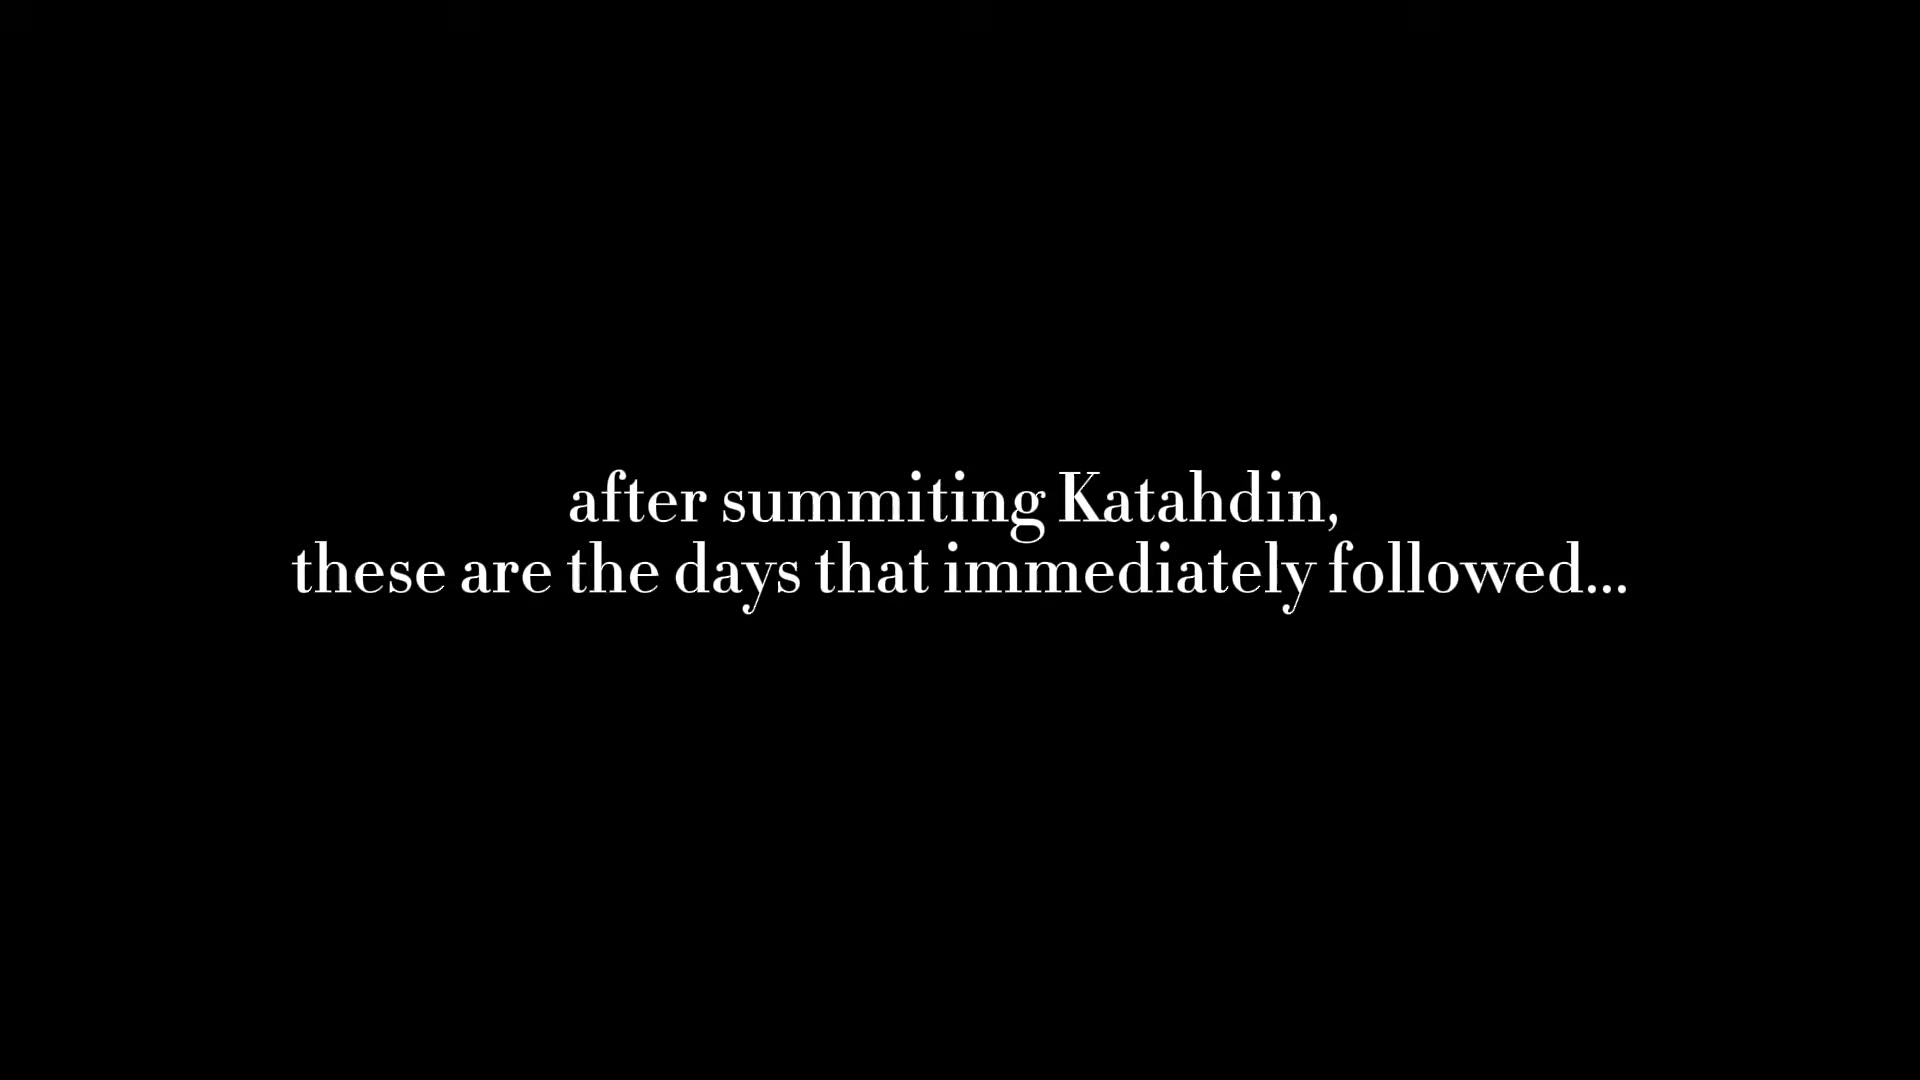 after summiting Katahdin,
these are the days that immediately followed...